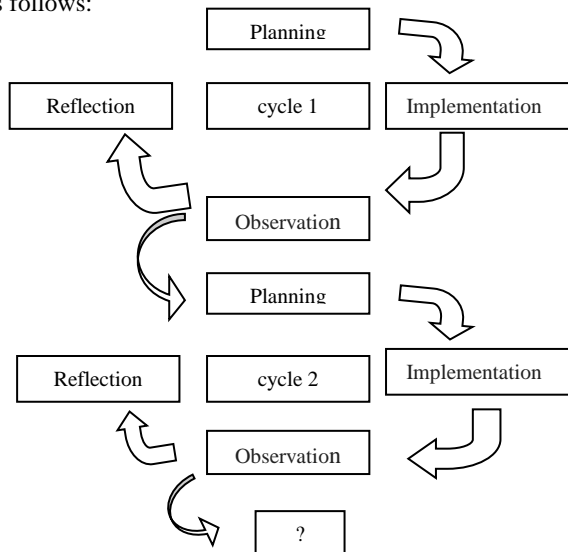 s follows:
Planning
Reflection
cycle 1
Implementation
Observation
Planning
Reflection
cycle 2
Implementation
Observation
?